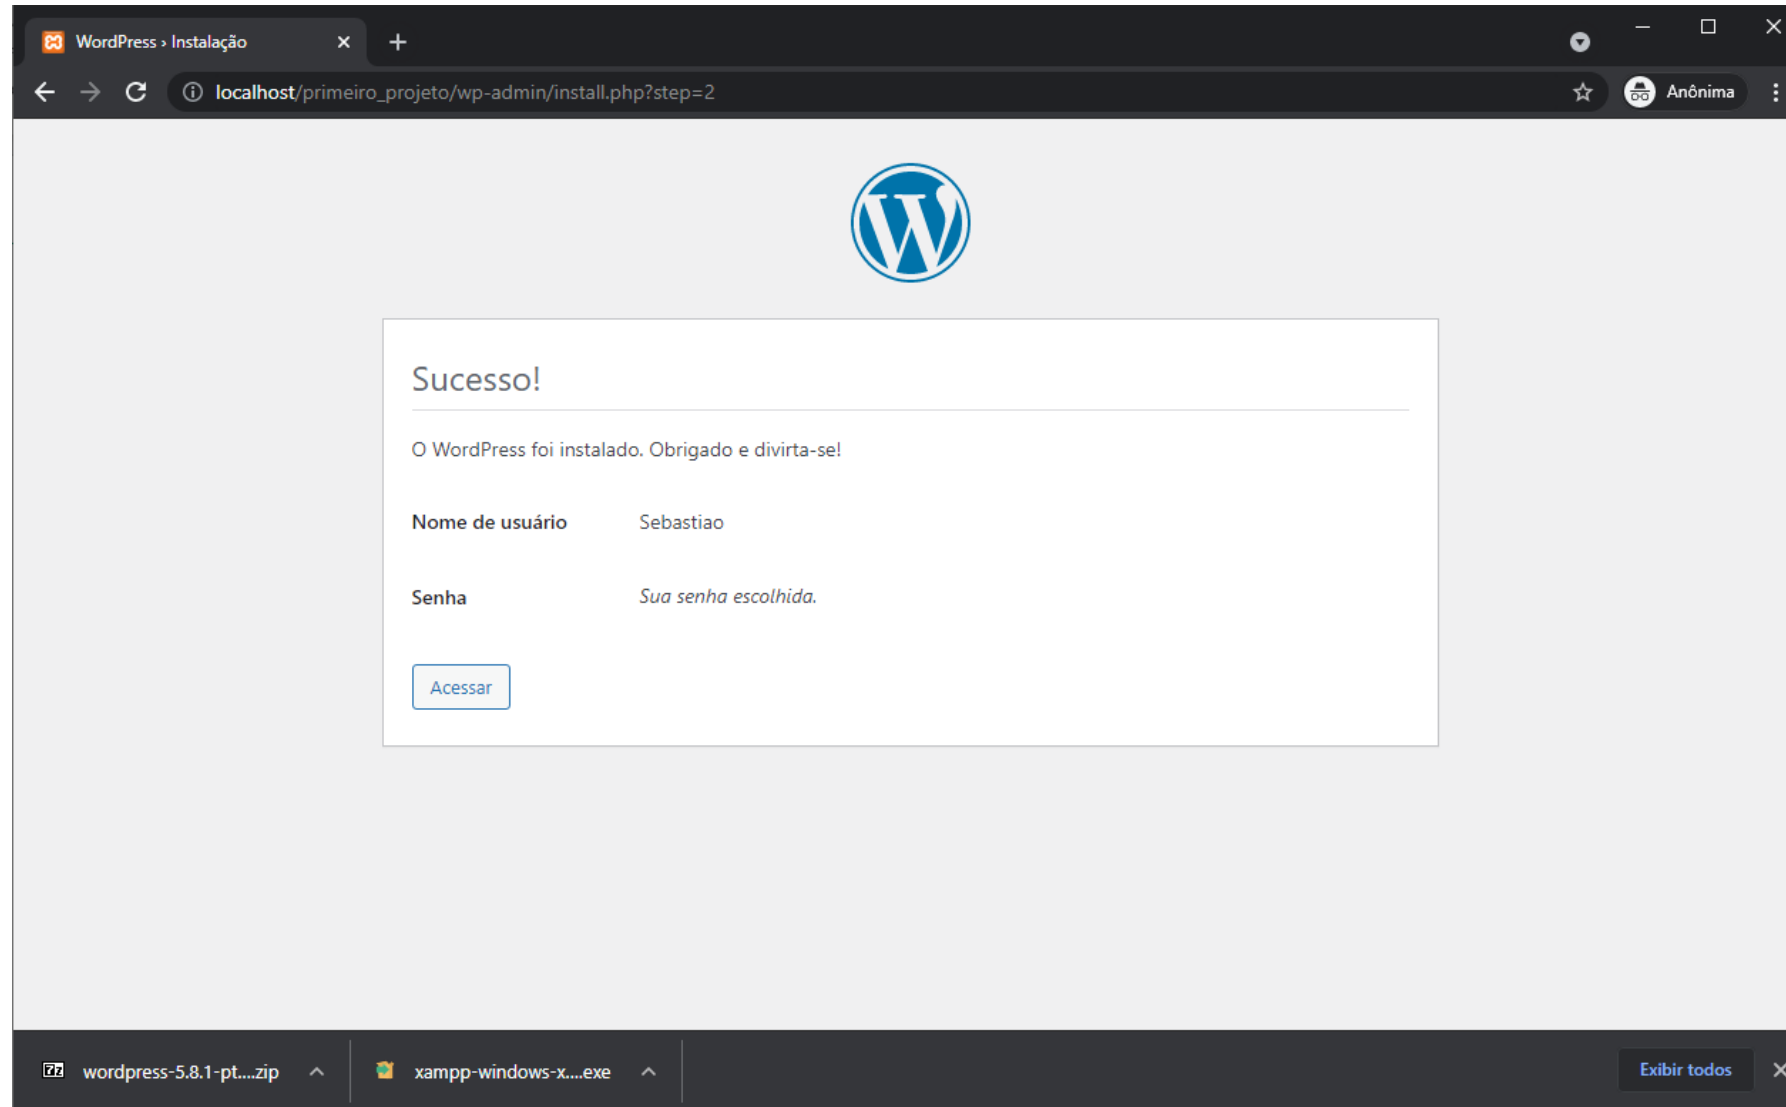 WordPress › Instalação
localhost/primeiro_projeto/wp-admin/install.php?step=2
Anônima
Sucesso!
O WordPress foi instalado. Obrigado e divirta-se!
Nome de usuário Sebastiao
Senha Sua senha escolhida.
Acessar
wordpress-5.8.1-pt....zip xampp-windows-x....exe Exibir todos